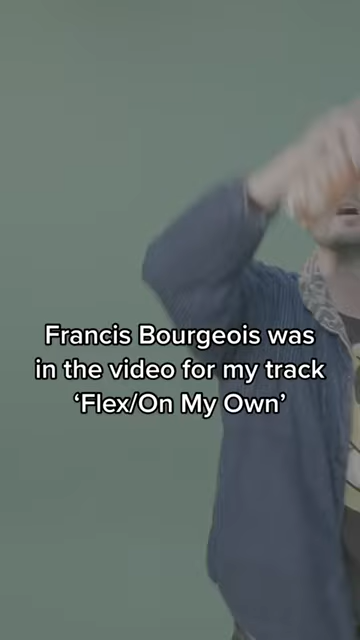 Francis Bourgeois was
in the video for my track
‘Flex/On My Own’